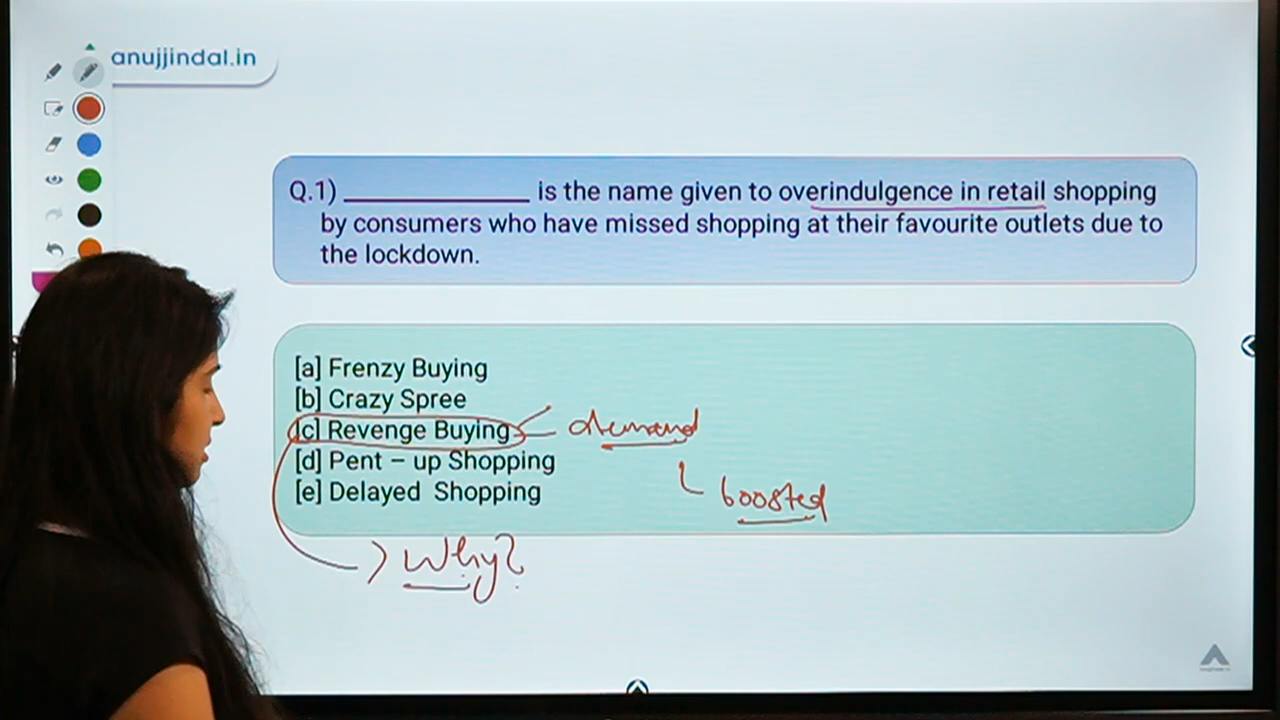 anujjindal.in
Q.1) ______________ is the name given to overindulgence in retail shopping
by consumers who have missed shopping at their favourite outlets due to
the lockdown.
[a] Frenzy Buying
[b] Crazy Spree
[c] Revenge Buying demand
[d] Pent – up Shopping
[e] Delayed Shopping boosted
Why?